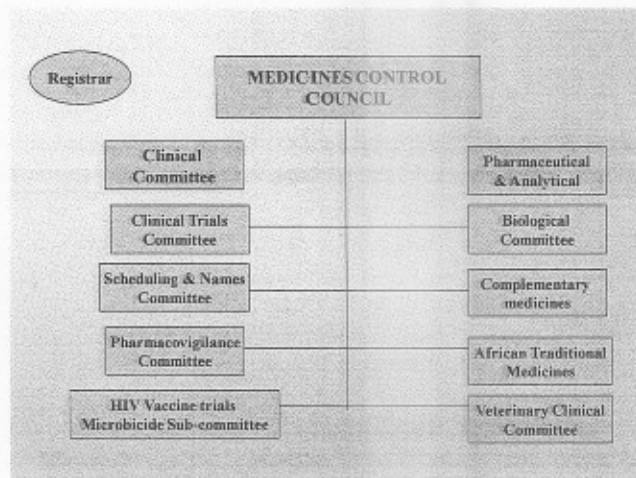 Registrar
MEDICINES CONTROL
COUNCIL
Clinical
Committee
Pharmaceutical
& Analytical
Clinical Trials
Committee
Biological
Committee
Scheduling & Names
Committee
Complementary
medicines
Pharmacovigilance
Committee
African Traditional
Medicines
HIV Vaccine trials
Microbicide Sub-committee
Veterinary Clinical
Committee